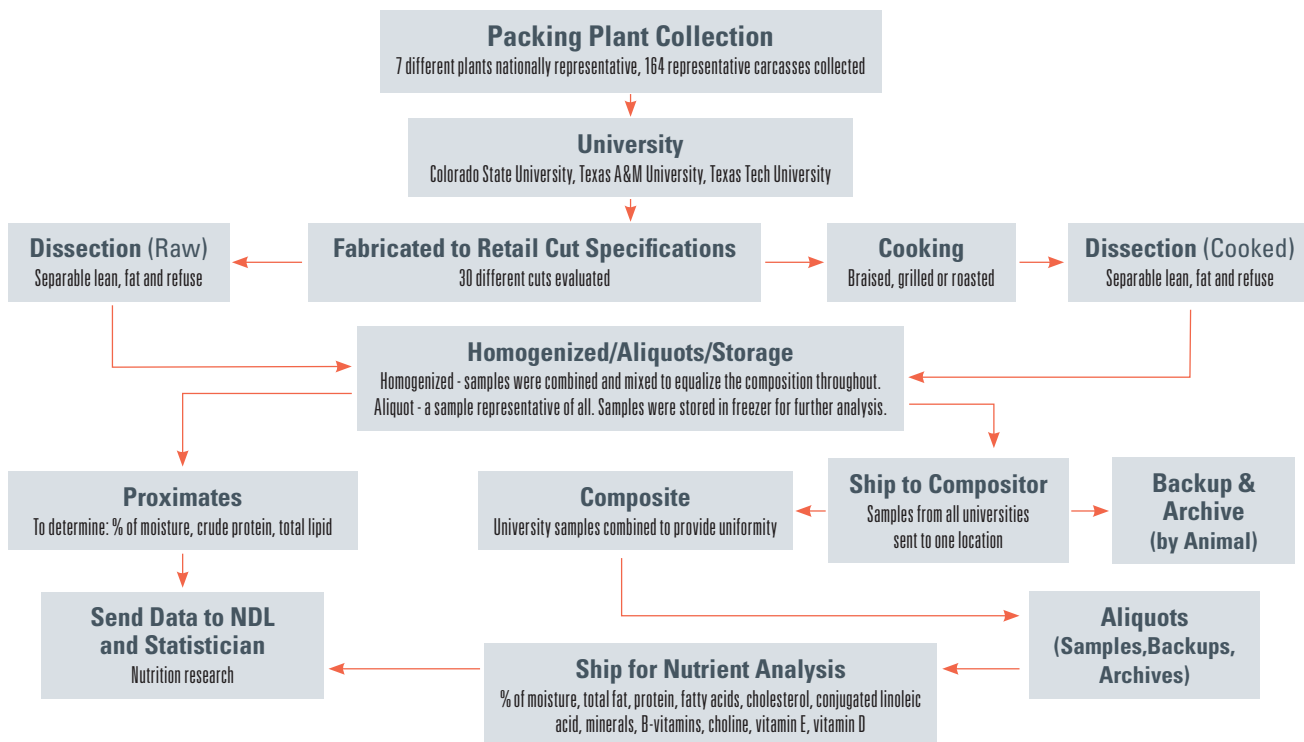 Packing Plant Collection
7 different plants nationally representative, 164 representative carcasses collected
University
Colorado State University, Texas A&M University, Texas Tech University
Dissection (Raw)
Separable lean, fat and refuse
Fabricated to Retail Cut Specifications
30 different cuts evaluated
Cooking
Braised, grilled or roasted
Dissection (Cooked)
Separable lean, fat and refuse
Homogenized/Aliquots/Storage
Homogenized - samples were combined and mixed to equalize the composition throughout.
Aliquot - a sample representative of all. Samples were stored in freezer for further analysis.
Proximates
To determine: % of moisture, crude protein, total lipid
Composite
University samples combined to provide uniformity
Ship to Compositor
Samples from all universities
sent to one location
Backup &
Archive
(by Animal)
Send Data to NDL
and Statistician
Nutrition research
Ship for Nutrient Analysis
% of moisture, total fat, protein, fatty acids, cholesterol, conjugated linoleic
acid, minerals, B-vitamins, choline, vitamin E, vitamin D
Aliquots
(Samples,Backups,
Archives)